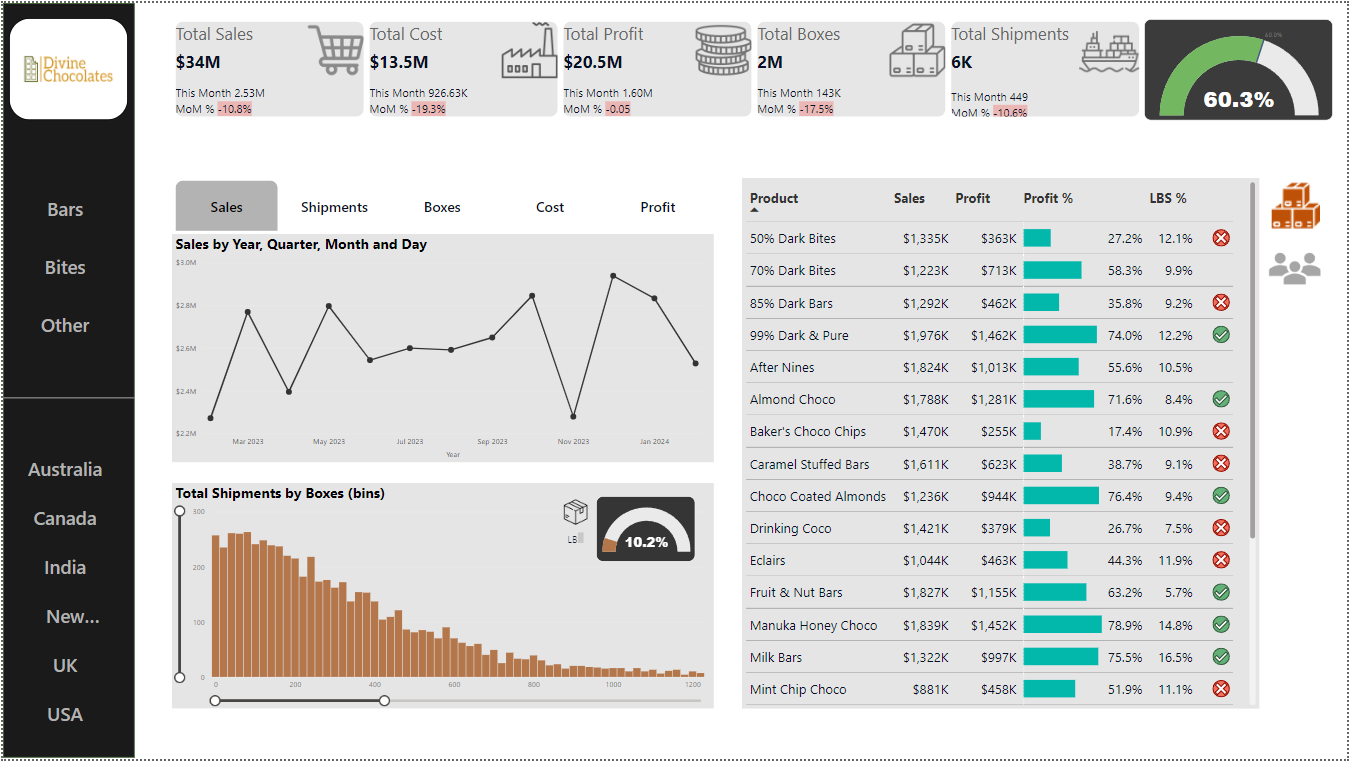 Divine
Chocolates
Bars
Bites
Other
Australia
Canada
India
New...
UK
USA
Total Sales
$34M
This Month 2.53M
MoM % -10.8%
Total Cost
$13.5M
This Month 926.63K
MoM % -19.3%
Total Profit
$20.5M
This Month 1.60M
MoM % -0.05
Total Boxes
2M
This Month 143K
MoM % -17.5%
Total Shipments
6K
This Month 449
MoM % -10.6%
60.3%
Sales Shipments Boxes Cost Profit
Sales by Year, Quarter, Month and Day
$3.0M
$2.8M
$2.6M
$2.4M
$2.2M
Mar 2023 May 2023 Jul 2023 Sep 2023 Nov 2023 Jan 2024
Year
Total Shipments by Boxes (bins)
LB
10.2%
300
200
100
0
0 200 400 600 800 1000 1200
Product Sales Profit Profit % LBS %
50% Dark Bites $1,335K $363K 27.2% 12.1%
70% Dark Bites $1,223K $713K 58.3% 9.9%
85% Dark Bars $1,292K $462K 35.8% 9.2%
99% Dark & Pure $1,976K $1,462K 74.0% 12.2%
After Nines $1,824K $1,013K 55.6% 10.5%
Almond Choco $1,788K $1,281K 71.6% 8.4%
Baker's Choco Chips $1,470K $255K 17.4% 10.9%
Caramel Stuffed Bars $1,611K $623K 38.7% 9.1%
Choco Coated Almonds $1,236K $944K 76.4% 9.4%
Drinking Coco $1,421K $379K 26.7% 7.5%
Eclairs $1,044K $463K 44.3% 11.9%
Fruit & Nut Bars $1,827K $1,155K 63.2% 5.7%
Manuka Honey Choco $1,839K $1,452K 78.9% 14.8%
Milk Bars $1,322K $997K 75.5% 16.5%
Mint Chip Choco $881K $458K 51.9% 11.1%